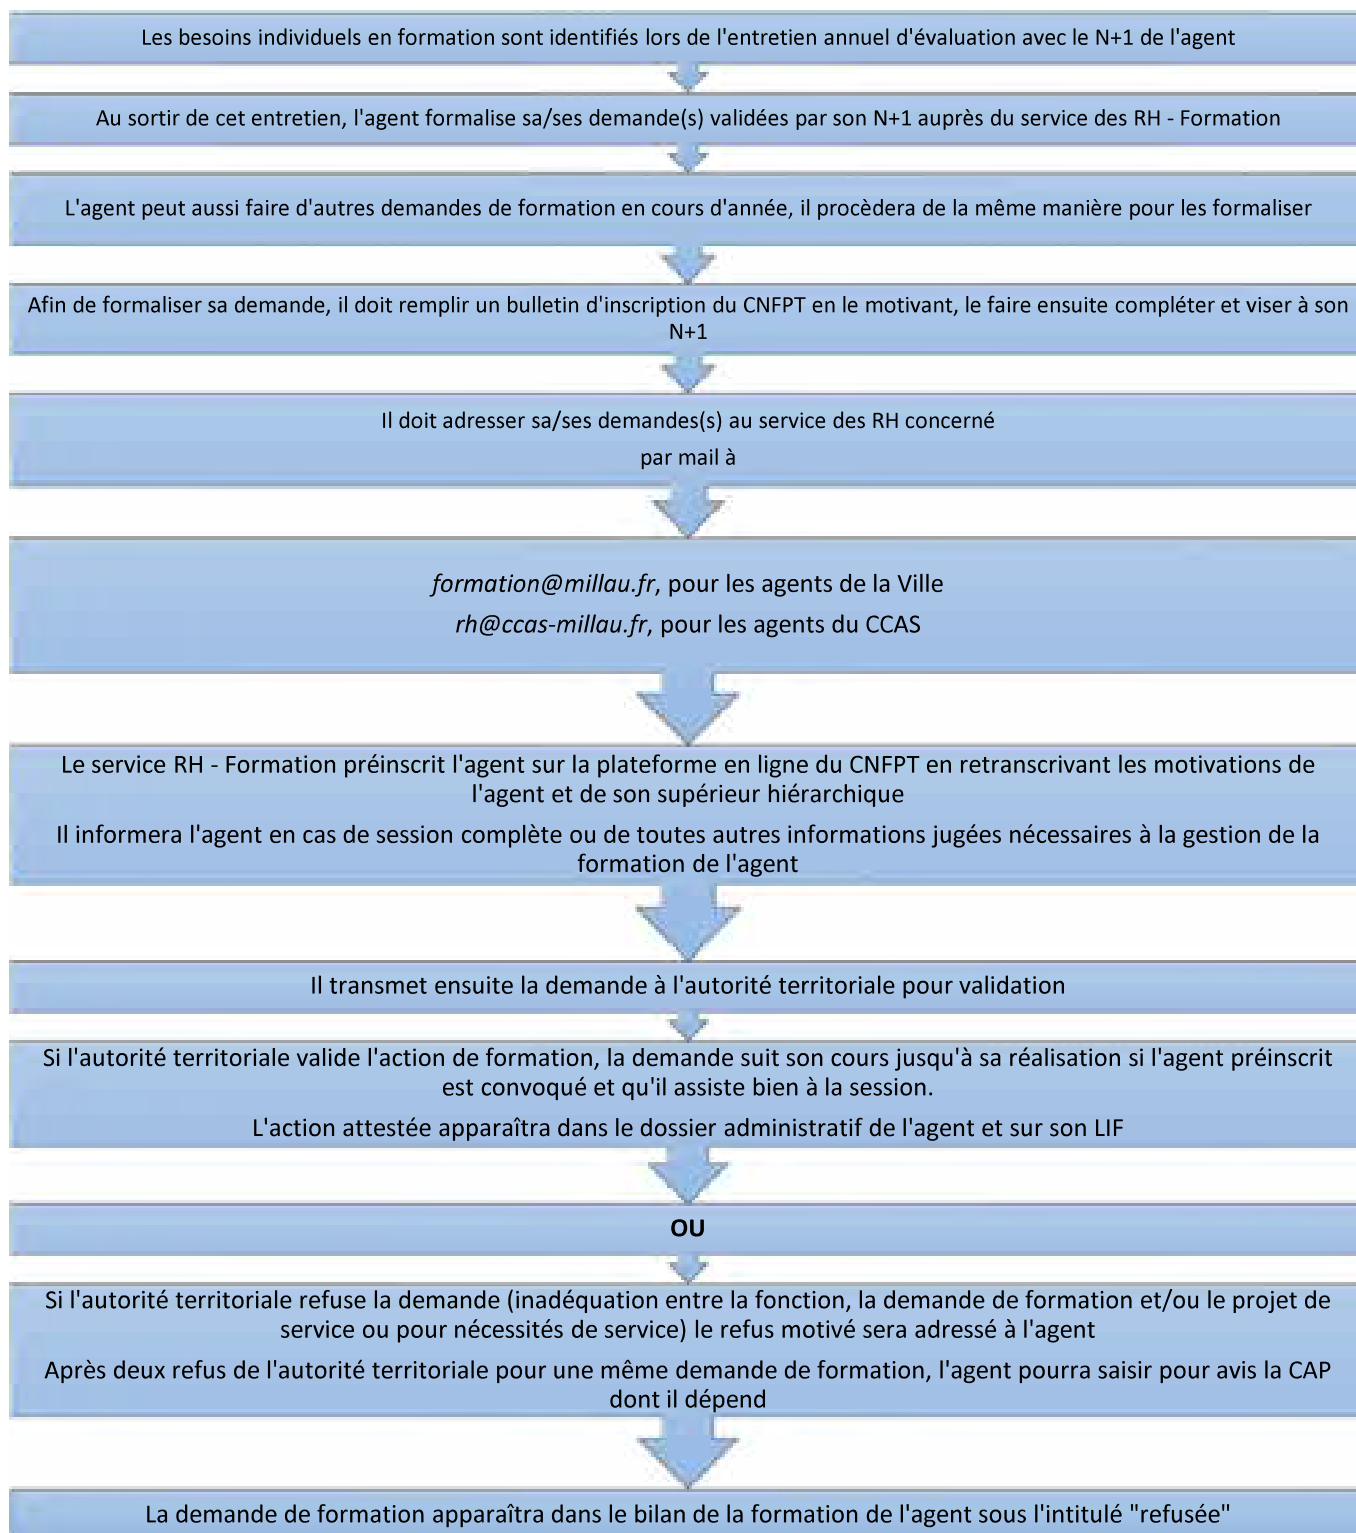 Les besoins individuels en formation sont identifiés lors de l'entretien annuel d'évaluation avec le N+1 de l'agent
Au sortir de cet entretien, l'agent formalise sa/ses demande(s) validées par son N+1 auprès du service des RH - Formation
L'agent peut aussi faire d'autres demandes de formation en cours d'année, il procèdera de la même manière pour les formaliser
Afin de formaliser sa demande, il doit remplir un bulletin d'inscription du CNFPT en le motivant, le faire ensuite compléter et viser à son
N+1
Il doit adresser sa/ses demandes(s) au service des RH concerné
par mail à
formation@millau.fr, pour les agents de la Ville
rh@ccas-millau.fr, pour les agents du CCAS
Le service RH - Formation préinscrit l'agent sur la plateforme en ligne du CNFPT en retranscrivant les motivations de
l'agent et de son supérieur hiérarchique
Il informera l'agent en cas de session complète ou de toutes autres informations jugées nécessaires à la gestion de la
formation de l'agent
Il transmet ensuite la demande à l'autorité territoriale pour validation
Si l'autorité territoriale valide l'action de formation, la demande suit son cours jusqu'à sa réalisation si l'agent préinscrit
est convoqué et qu'il assiste bien à la session.
L'action attestée apparaîtra dans le dossier administratif de l'agent et sur son LIF
OU
Si l'autorité territoriale refuse la demande (inadéquation entre la fonction, la demande de formation et/ou le projet de
service ou pour nécessités de service) le refus motivé sera adressé à l'agent
Après deux refus de l'autorité territoriale pour une même demande de formation, l'agent pourra saisir pour avis la CAP
dont il dépend
La demande de formation apparaîtra dans le bilan de la formation de l'agent sous l'intitulé "refusée"